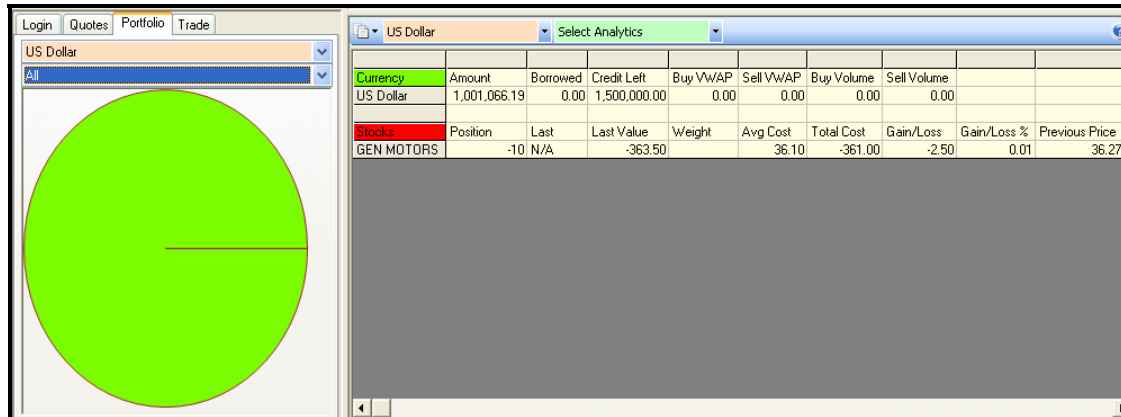 Login Quotes Portfolio Trade
US Dollar
All
US Dollar Select Analytics
Currency Amount Borrowed Credit Left Buy VWAP Sell VWAP Buy Volume Sell Volume
US Dollar 1,001,066.19 0.00 1,500,000.00 0.00 0.00 0.00 0.00
Stocks Position Last Last Value Weight Avg Cost Total Cost Gain/Loss Gain/Loss % Previous Price
GEN MOTORS -10 N/A -363.50 36.10 -361.00 -2.50 0.01 36.27